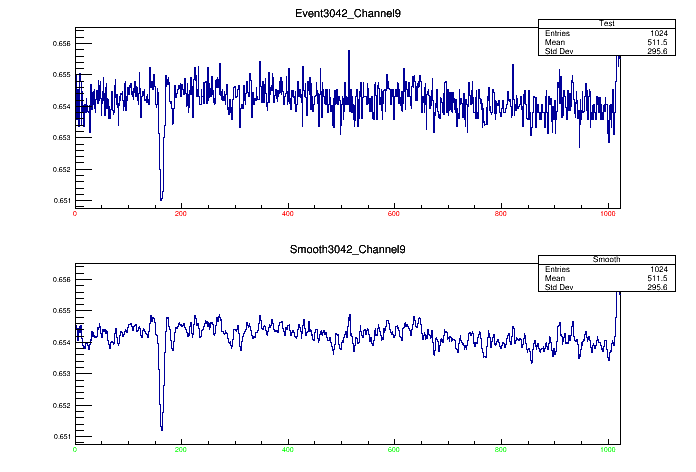 Event3042_Channel9
Test
Entries 1024
Mean 511.5
Std Dev 295.6
0.656
0.655
0.654
0.653
0.652
0.651
0 200 400 600 800 1000
Smooth3042_Channel9
Smooth
Entries 1024
Mean 511.5
Std Dev 295.6
0.656
0.655
0.654
0.653
0.652
0.651
0 200 400 600 800 1000